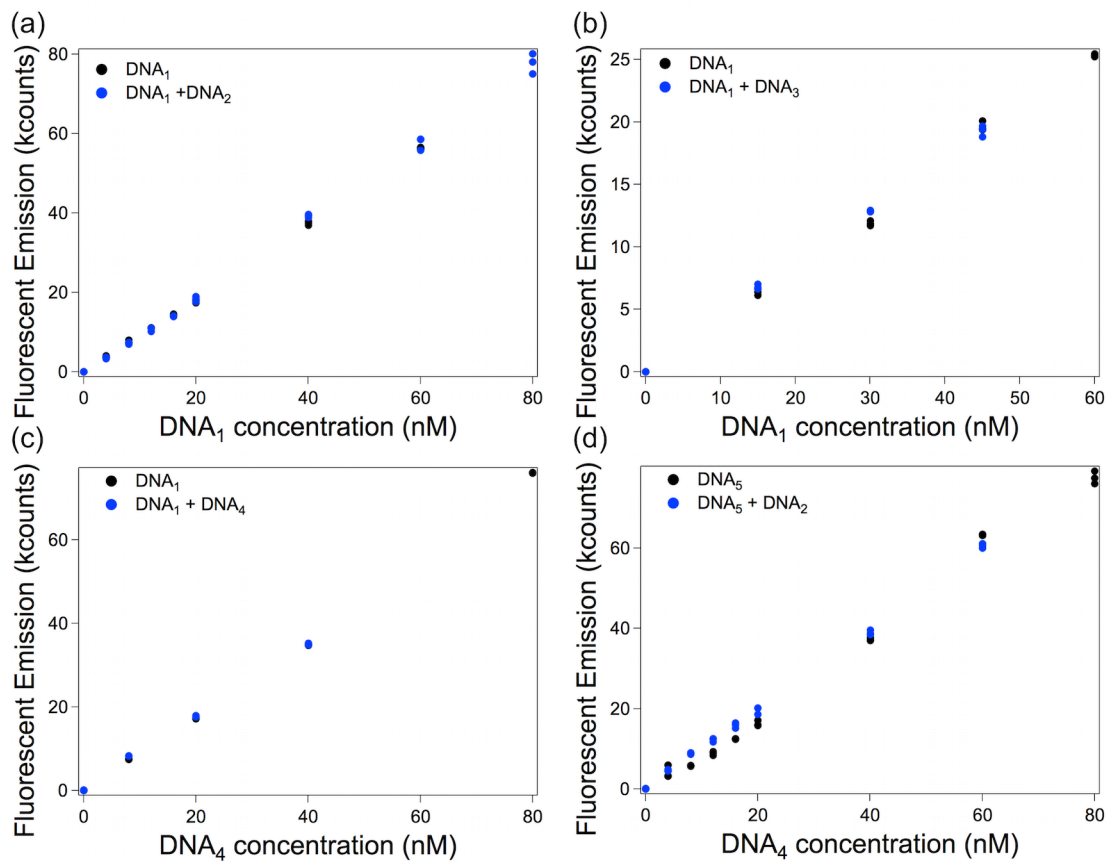 (a)
Fluorescent Emission (kcounts)
80
60
40
20
0
DNA₁
DNA₁ +DNA₂
0 20 40 60 80
DNA₁ concentration (nM)
(b)
Fluorescent Emission (kcounts)
25
20
15
10
5
0
DNA₁
DNA₁ + DNA₃
0 10 20 30 40 50 60
DNA₁ concentration (nM)
(c)
Fluorescent Emission (kcounts)
60
40
20
0
DNA₁
DNA₁ + DNA₄
0 20 40 60 80
DNA₄ concentration (nM)
(d)
Fluorescent Emission (kcounts)
60
40
20
0
DNA₅
DNA₅ + DNA₂
0 20 40 60 80
DNA₄ concentration (nM)